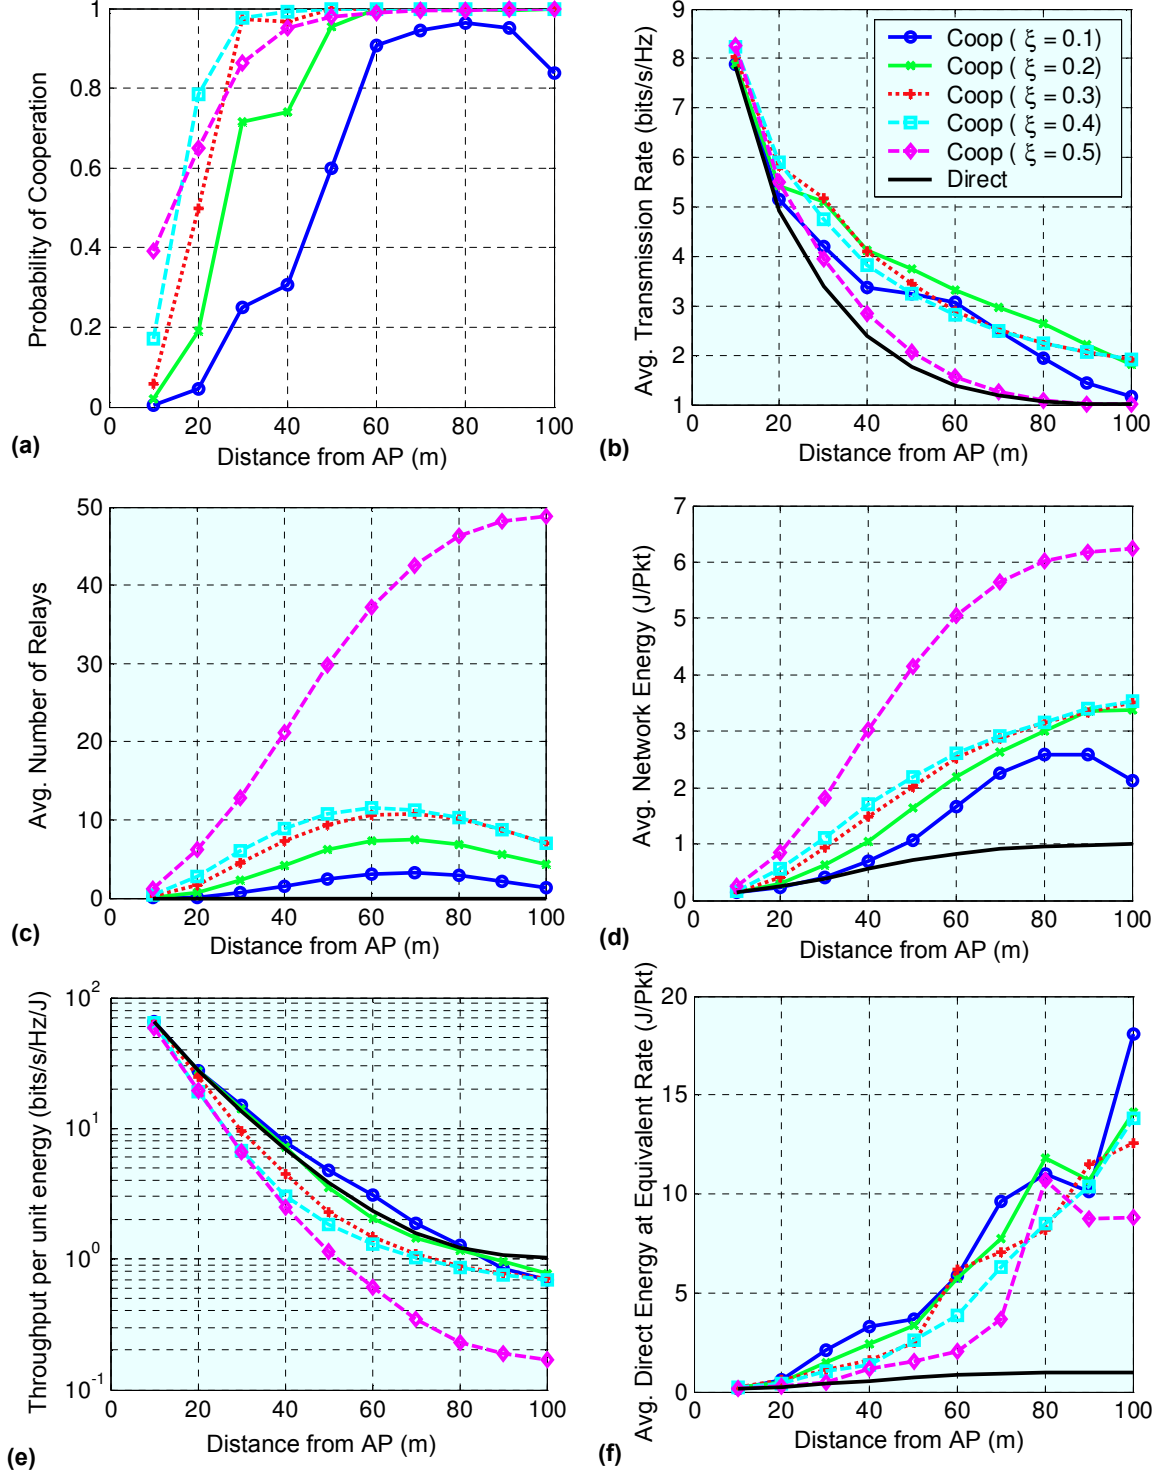 1
0.8
0.6
0.4
0.2
0
0 20 40 60 80 100
Probability of Cooperation
Distance from AP (m)
(a)
9
8
7
6
5
4
3
2
1
0 20 40 60 80 100
Avg. Transmission Rate (bits/s/Hz)
Distance from AP (m)
Coop ( ξ = 0.1)
Coop ( ξ = 0.2)
Coop ( ξ = 0.3)
Coop ( ξ = 0.4)
Coop ( ξ = 0.5)
Direct
(b)
50
40
30
20
10
0
0 20 40 60 80 100
Avg. Number of Relays
Distance from AP (m)
(c)
7
6
5
4
3
2
1
0
0 20 40 60 80 100
Avg. Network Energy (J/Pkt)
Distance from AP (m)
(d)
10^2
10^1
10^0
10^-1
0 20 40 60 80 100
Throughput per unit energy (bits/s/Hz/J)
Distance from AP (m)
(e)
20
15
10
5
0
0 20 40 60 80 100
Avg. Direct Energy at Equivalent Rate (J/Pkt)
Distance from AP (m)
(f)